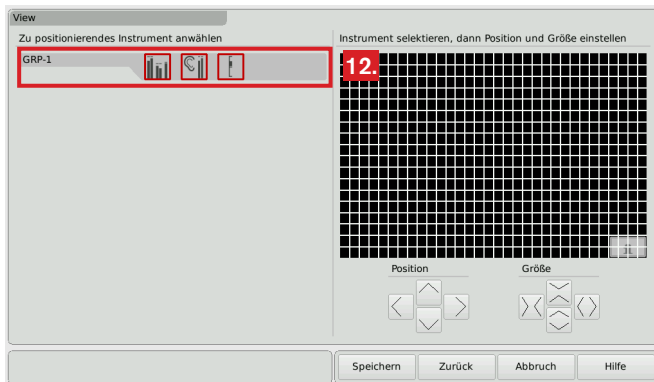 View
Zu positionierendes Instrument anwählen
Instrument selektieren, dann Position und Größe einstellen
GRP-1
12.
Position
Größe
Speichern
Zurück
Abbruch
Hilfe